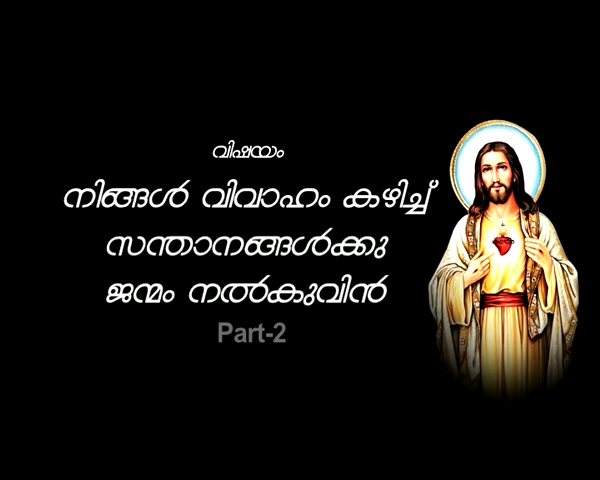 വിഷയം
നിങ്ങൾ വിവാഹം കഴിച്ച്
സന്താനങ്ങൾക്കു
ജന്മം നൽകുവിൻ
Part-2